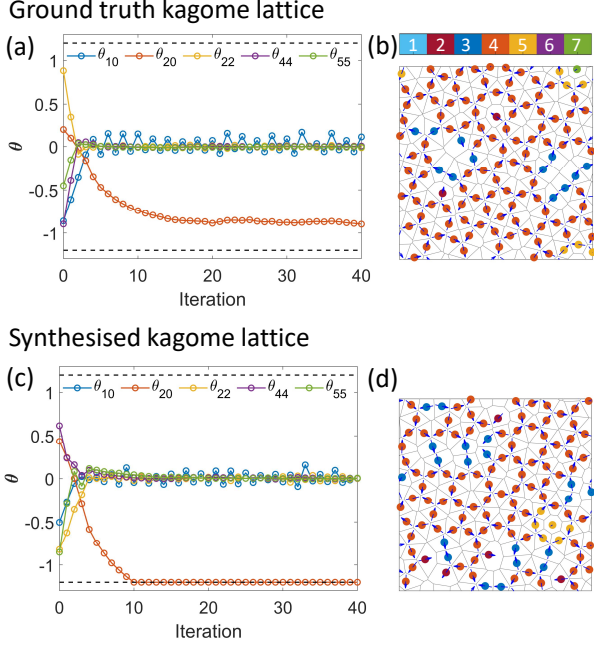 Ground truth kagome lattice
(a)
(b)
1 2 3 4 5 6 7
θ10 θ20 θ22 θ44 θ55
1
0.5
0
-0.5
-1
θ
0 10 20 30 40
Iteration
Synthesised kagome lattice
(c)
(d)
θ10 θ20 θ22 θ44 θ55
1
0.5
0
-0.5
-1
θ
0 10 20 30 40
Iteration